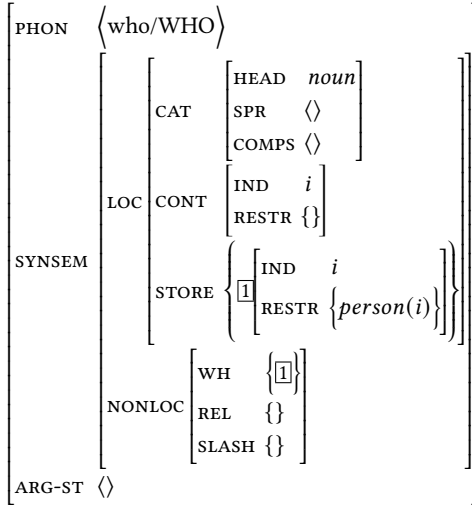 PHON ⟨who/WHO⟩
HEAD noun
CAT SPR ⟨⟩
COMPS ⟨⟩
LOC CONT IND i
RESTR {}
SYNSEM STORE {1 IND i
RESTR {person(i)}}
WH {1}
NONLOC REL {}
SLASH {}
ARG-ST ⟨⟩